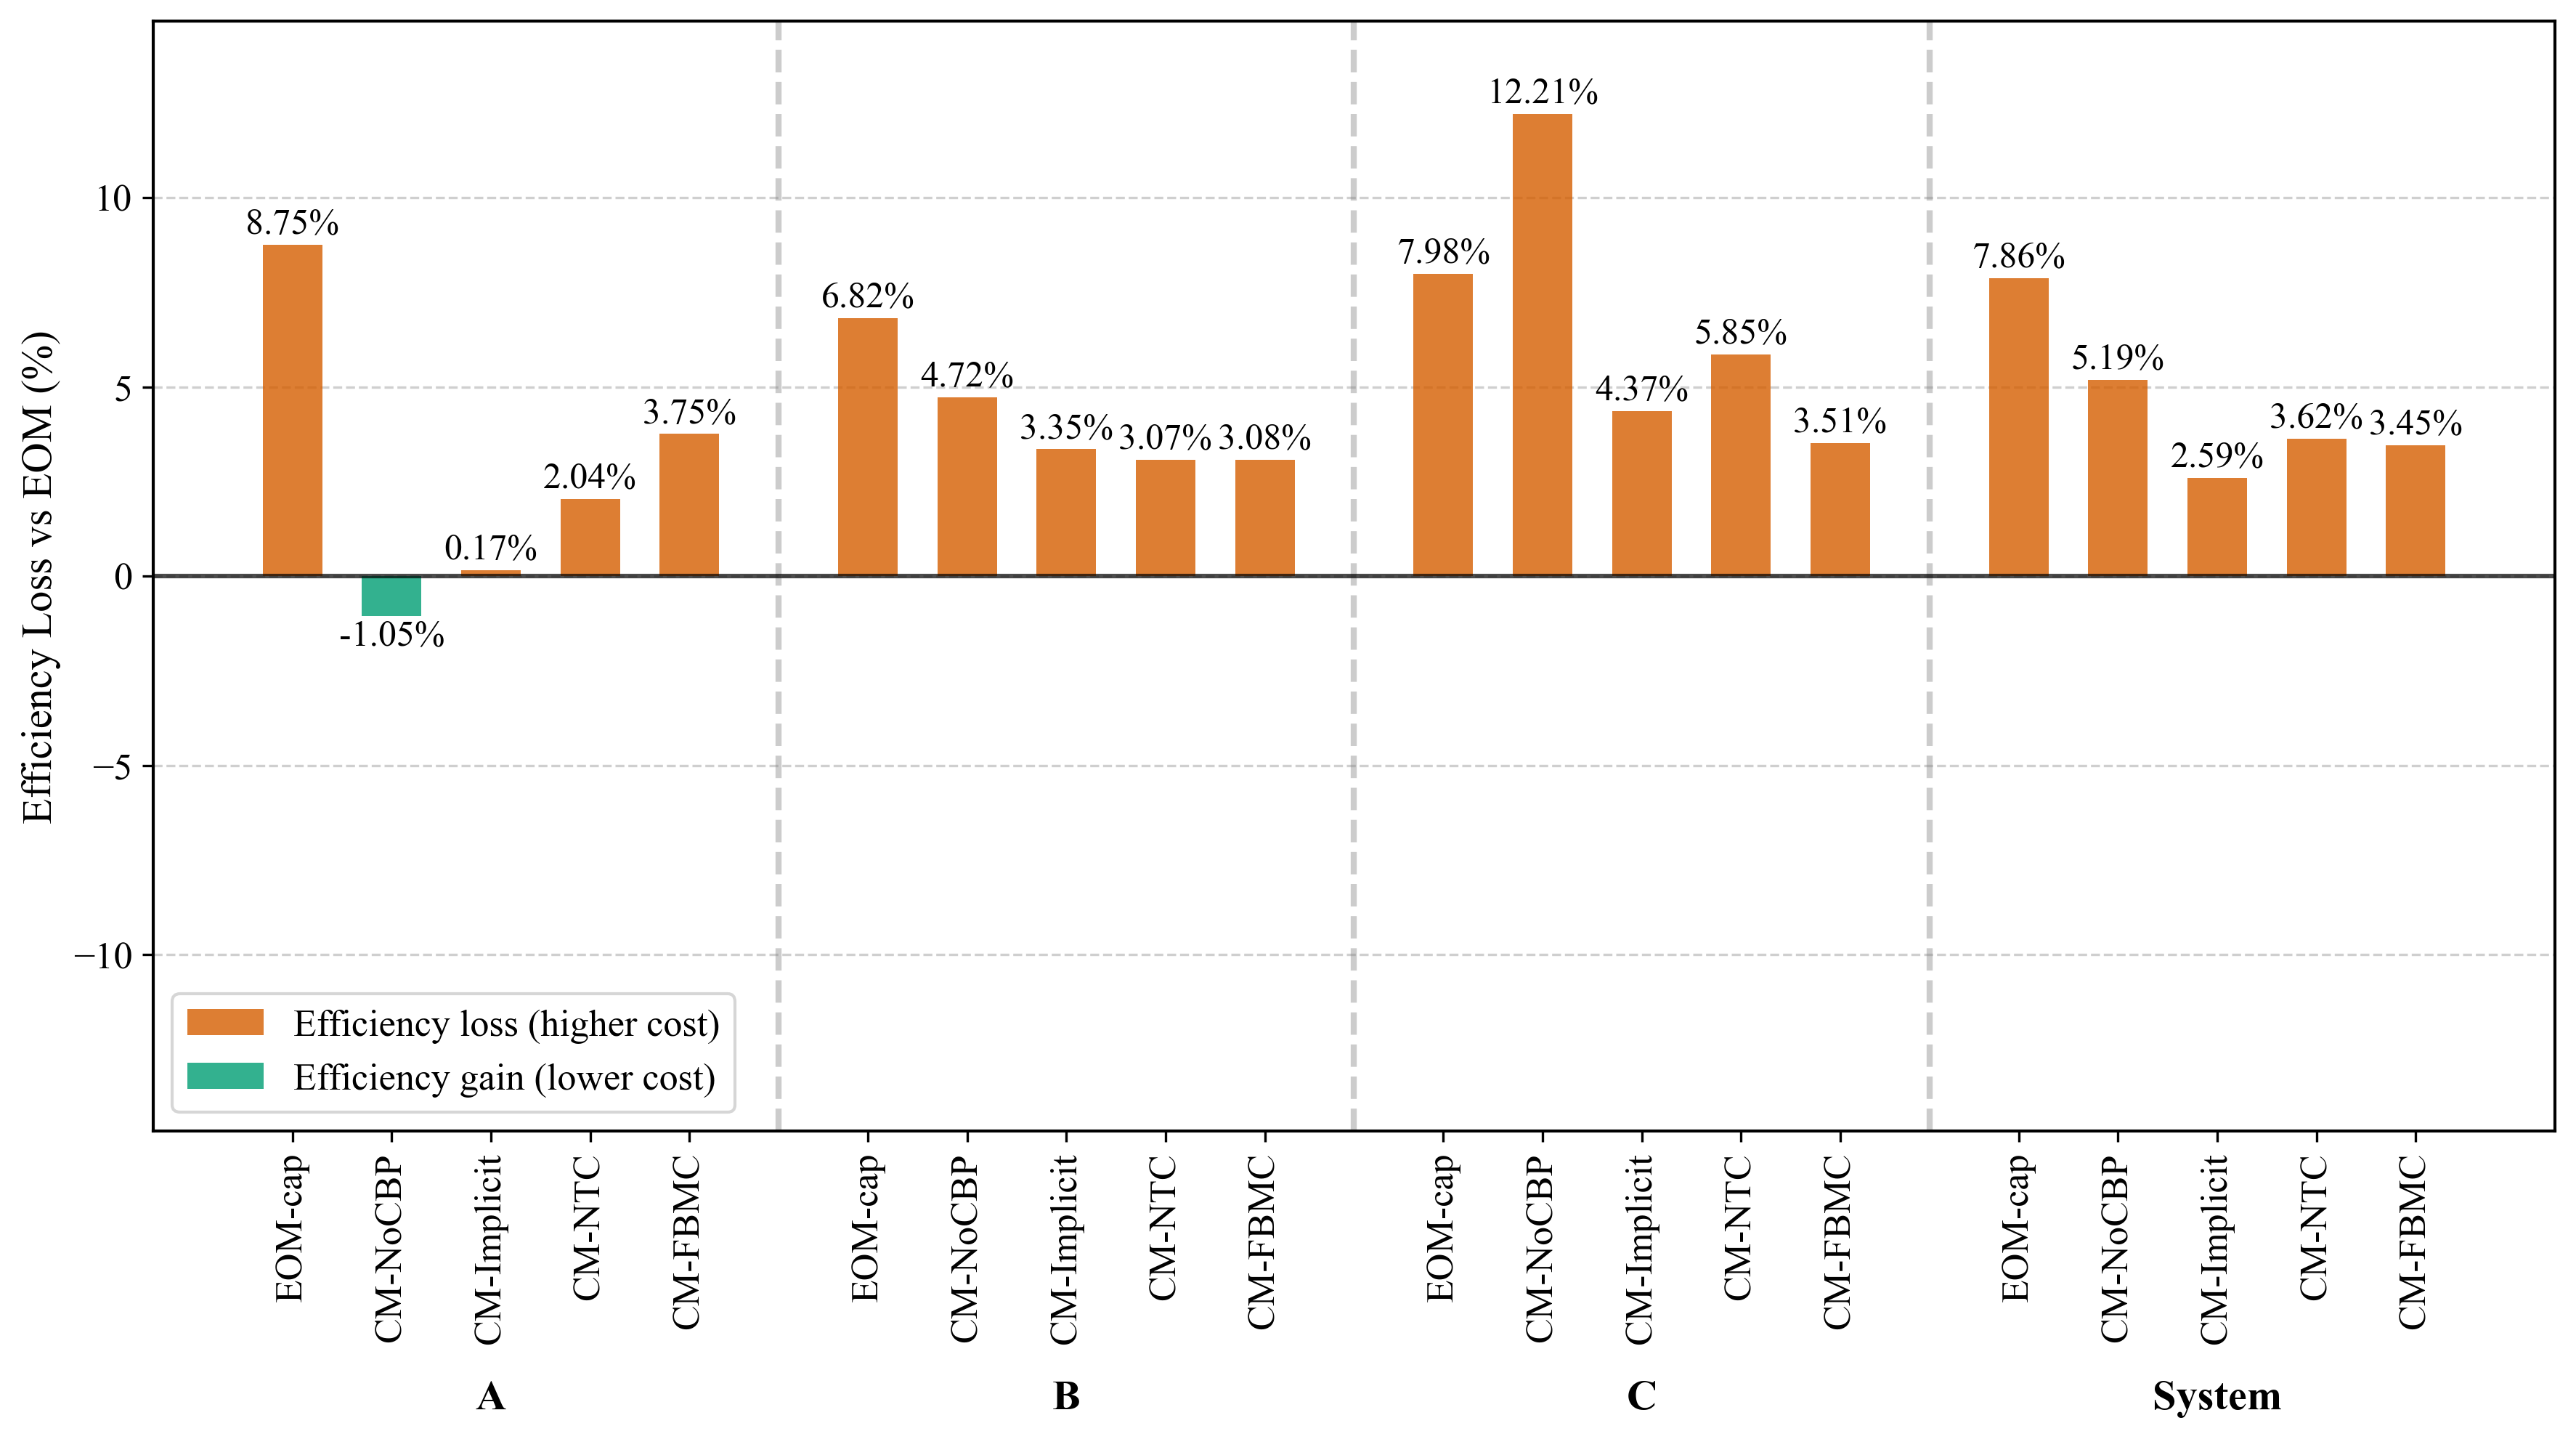 Efficiency Loss vs EOM (%)
10
5
0
−5
−10
8.75%
-1.05%
0.17%
2.04%
3.75%
6.82%
4.72%
3.35%
3.07%
3.08%
7.98%
12.21%
4.37%
5.85%
3.51%
7.86%
5.19%
2.59%
3.62%
3.45%
Efficiency loss (higher cost)
Efficiency gain (lower cost)
EOM-cap
CM-NoCBP
CM-Implicit
CM-NTC
CM-FBMC
EOM-cap
CM-NoCBP
CM-Implicit
CM-NTC
CM-FBMC
EOM-cap
CM-NoCBP
CM-Implicit
CM-NTC
CM-FBMC
EOM-cap
CM-NoCBP
CM-Implicit
CM-NTC
CM-FBMC
A
B
C
System